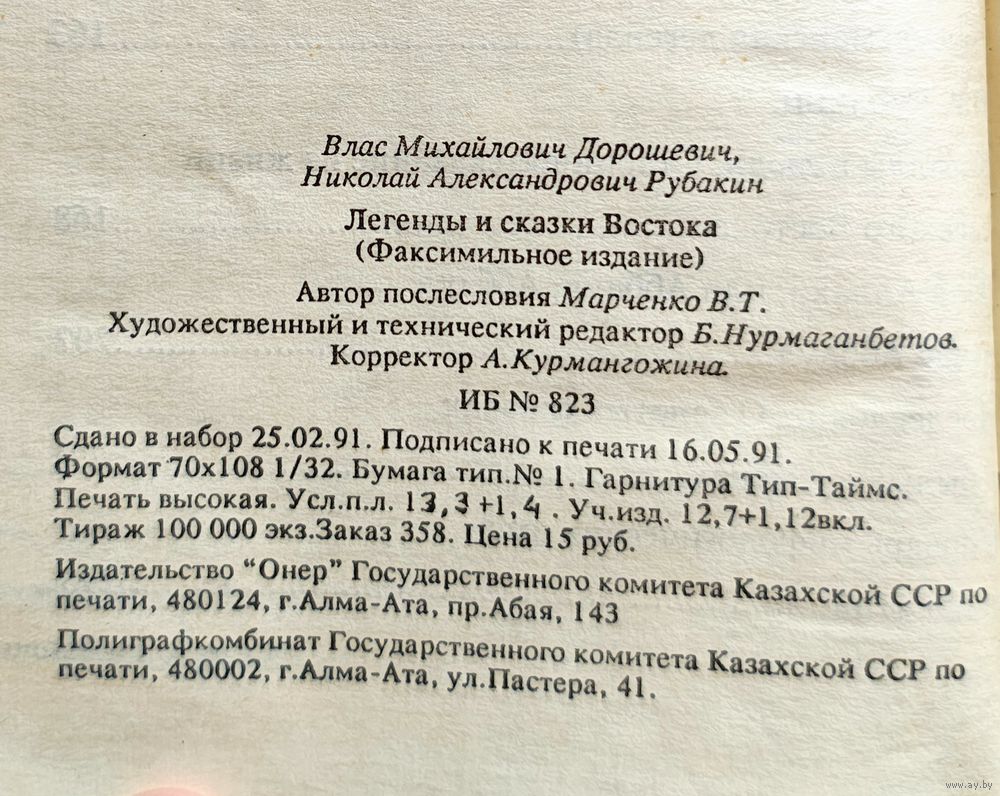 Влас Михайлович Дорошевич,
Николай Александрович Рубакин
Легенды и сказки Востока
(Факсимильное издание)
Автор послесловия Марченко В.Т.
Художественный и технический редактор Б.Нурмаганбетов.
Корректор А.Курмангожина.
ИБ № 823
Сдано в набор 25.02.91. Подписано к печати 16.05.91.
Формат 70х108 1/32. Бумага тип.№ 1. Гарнитура Тип-Таймс.
Печать высокая. Усл.п.л. 13,3+1,4 . Уч.изд. 12,7+1,12вкл.
Тираж 100 000 экз.Заказ 358. Цена 15 руб.
Издательство "Онер" Государственного комитета Казахской ССР по
печати, 480124, г.Алма-Ата, пр.Абая, 143
Полиграфкомбинат Государственного комитета Казахской ССР по
печати, 480002, г.Алма-Ата, ул.Пастера, 41.
www.ay.by